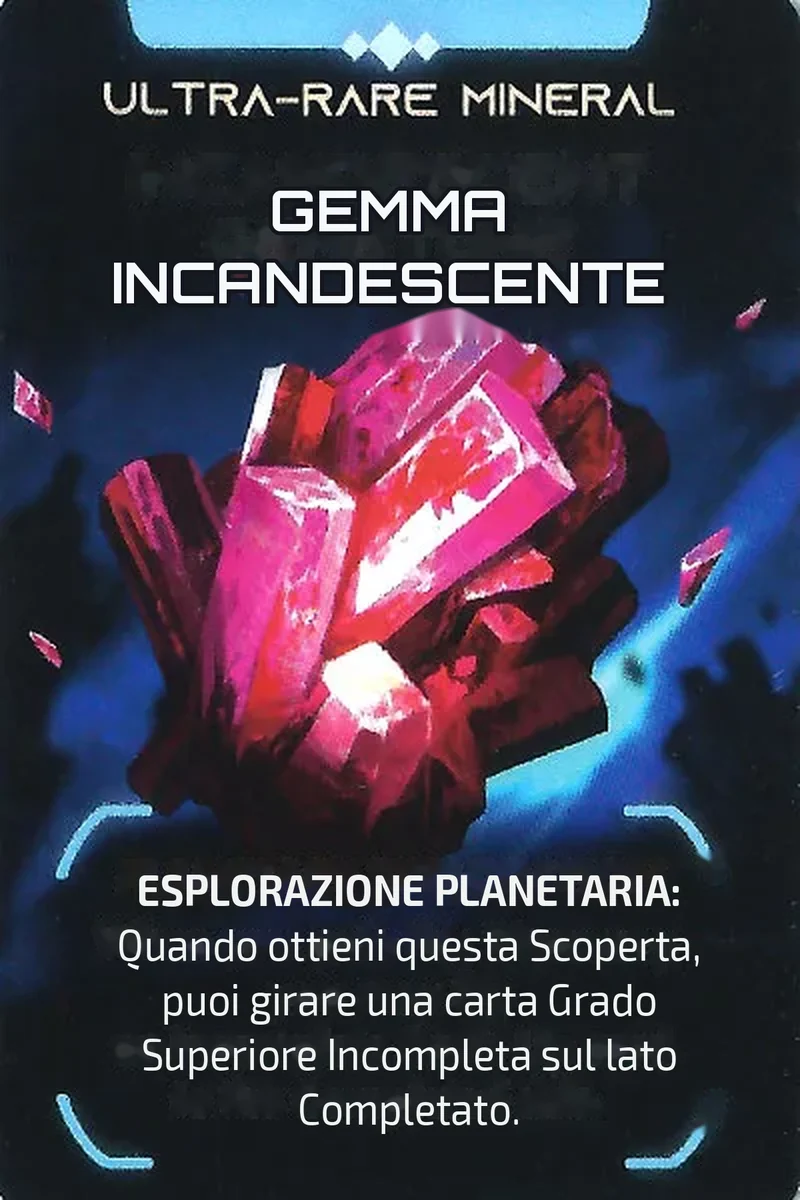 ULTRA-RARE MINERAL
GEMMA
INCANDESCENTE
ESPLORAZIONE PLANETARIA:
Quando ottieni questa Scoperta,
puoi girare una carta Grado
Superiore Incompleta sul lato
Completato.